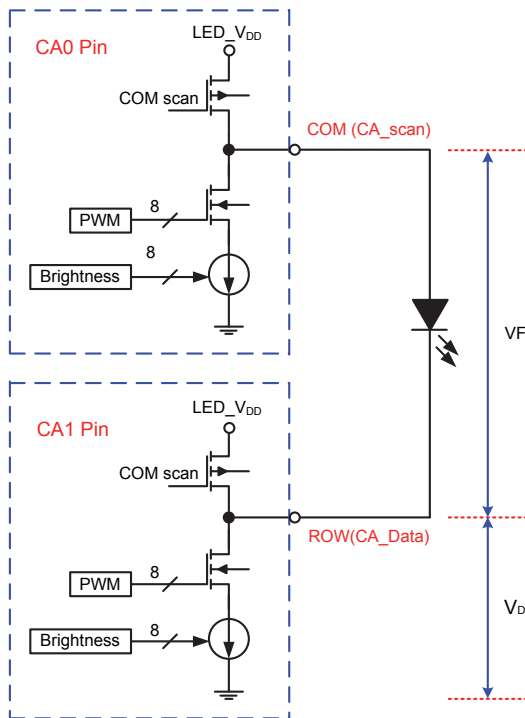 CA0 Pin
LED_VDD
COM scan
COM (CA_scan)
PWM
8
8
Brightness
VF
CA1 Pin
LED_VDD
COM scan
ROW(CA_Data)
PWM
8
Brightness
8
VD